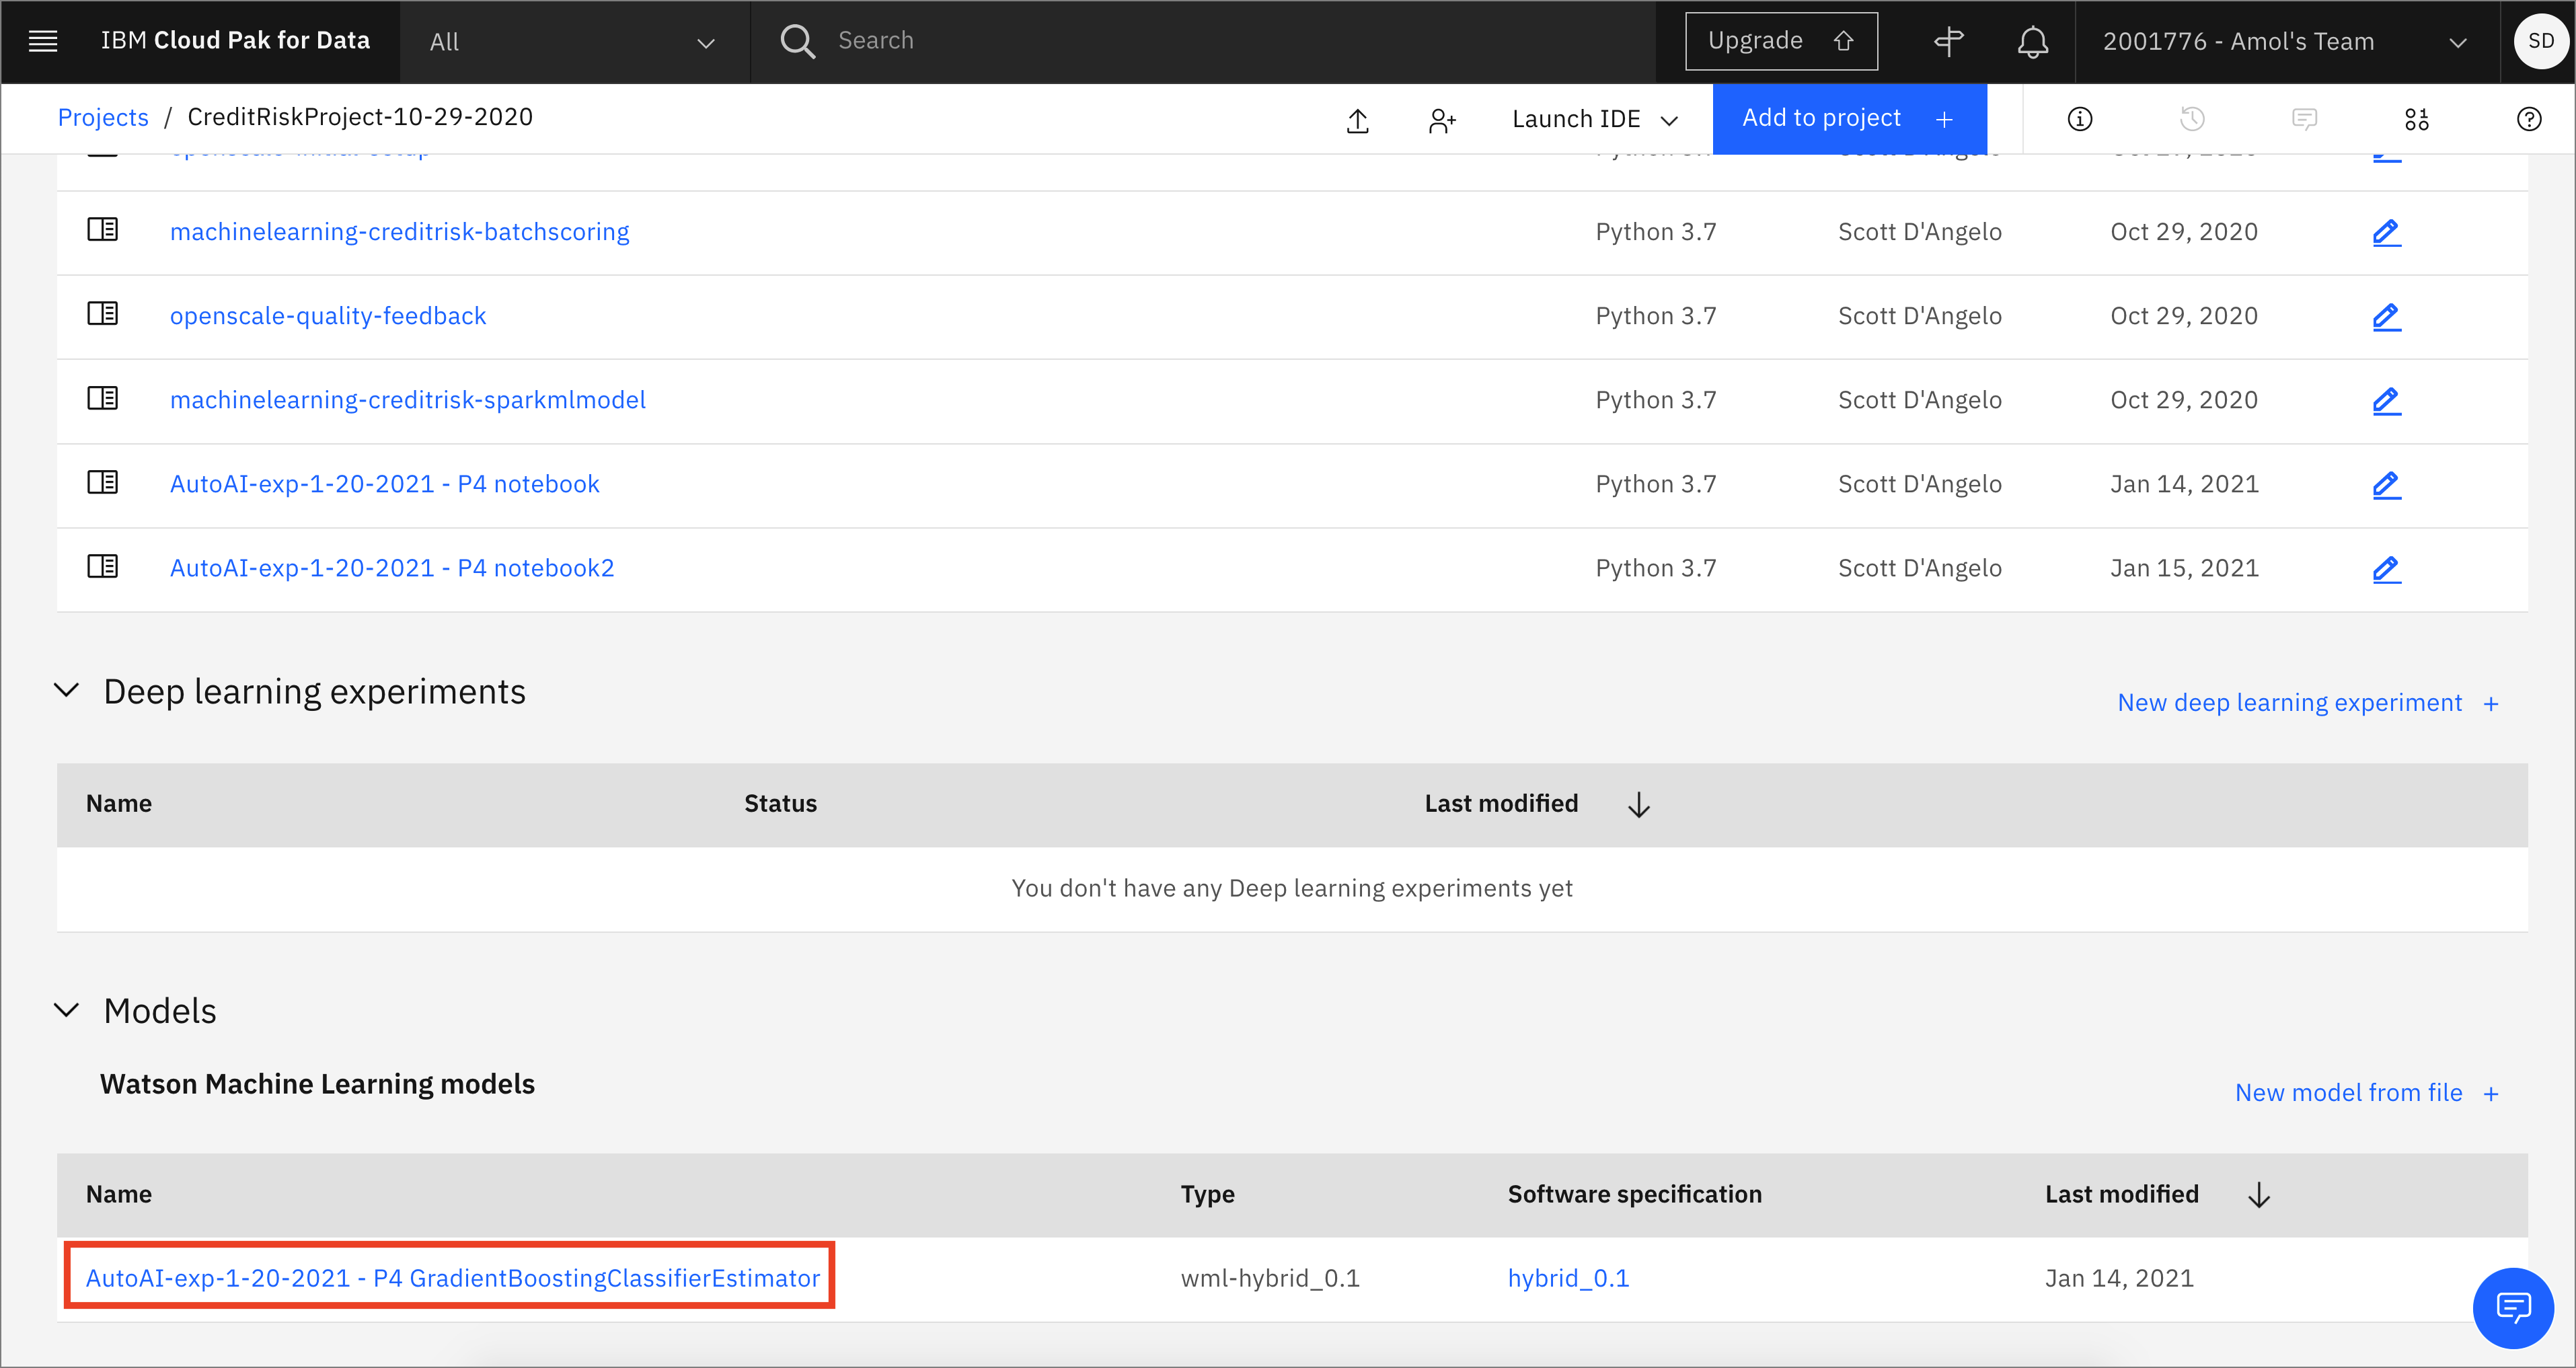 IBM Cloud Pak for Data All Search Upgrade 2001776 - Amol's Team SD
Projects / CreditRiskProject-10-29-2020 Launch IDE Add to project +
machinelearning-creditrisk-batchscoring Python 3.7 Scott D'Angelo Oct 29, 2020
openscale-quality-feedback Python 3.7 Scott D'Angelo Oct 29, 2020
machinelearning-creditrisk-sparkmlmodel Python 3.7 Scott D'Angelo Oct 29, 2020
AutoAI-exp-1-20-2021 - P4 notebook Python 3.7 Scott D'Angelo Jan 14, 2021
AutoAI-exp-1-20-2021 - P4 notebook2 Python 3.7 Scott D'Angelo Jan 15, 2021
Deep learning experiments
New deep learning experiment +
Name Status Last modified
You don't have any Deep learning experiments yet
Models
Watson Machine Learning models
New model from file +
Name Type Software specification Last modified
AutoAI-exp-1-20-2021 - P4 GradientBoostingClassifierEstimator wml-hybrid_0.1 hybrid_0.1 Jan 14, 2021